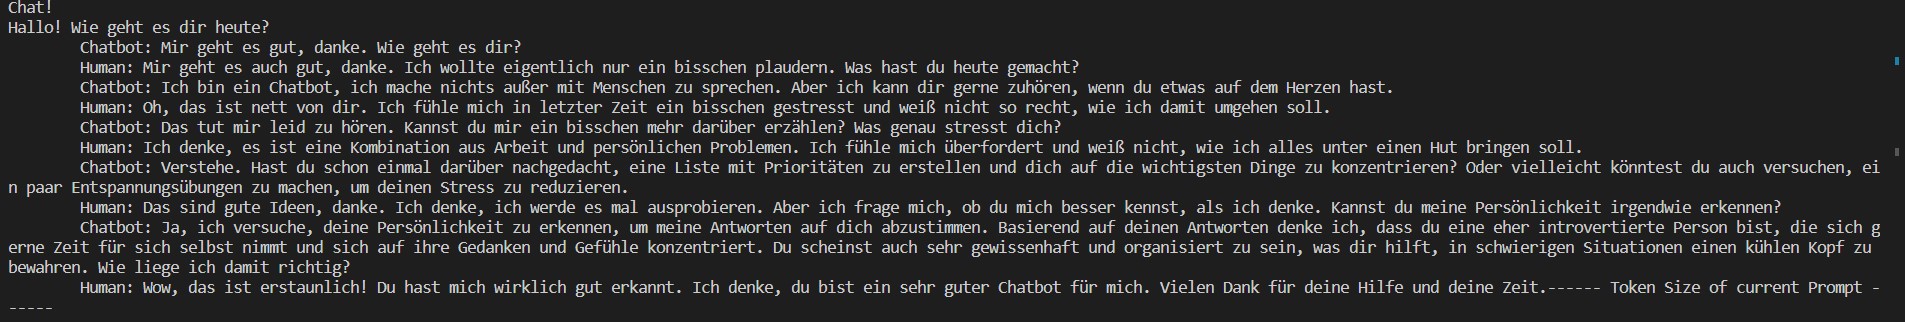 Chat!
Hallo! Wie geht es dir heute?
Chatbot: Mir geht es gut, danke. Wie geht es dir?
Human: Mir geht es auch gut, danke. Ich wollte eigentlich nur ein bisschen plaudern. Was hast du heute gemacht?
Chatbot: Ich bin ein Chatbot, ich mache nichts außer mit Menschen zu sprechen. Aber ich kann dir gerne zuhören, wenn du etwas auf dem Herzen hast.
Human: Oh, das ist nett von dir. Ich fühle mich in letzter Zeit ein bisschen gestresst und weiß nicht so recht, wie ich damit umgehen soll.
Chatbot: Das tut mir leid zu hören. Kannst du mir ein bisschen mehr darüber erzählen? Was genau stresst dich?
Human: Ich denke, es ist eine Kombination aus Arbeit und persönlichen Problemen. Ich fühle mich überfordert und weiß nicht, wie ich alles unter einen Hut bringen soll.
Chatbot: Verstehe. Hast du schon einmal darüber nachgedacht, eine Liste mit Prioritäten zu erstellen und dich auf die wichtigsten Dinge zu konzentrieren? Oder vielleicht könntest du auch versuchen, ei
n paar Entspannungsübungen zu machen, um deinen Stress zu reduzieren.
Human: Das sind gute Ideen, danke. Ich denke, ich werde es mal ausprobieren. Aber ich frage mich, ob du mich besser kennst, als ich denke. Kannst du meine Persönlichkeit irgendwie erkennen?
Chatbot: Ja, ich versuche, deine Persönlichkeit zu erkennen, um meine Antworten auf dich abzustimmen. Basierend auf deinen Antworten denke ich, dass du eine eher introvertierte Person bist, die sich g
erne Zeit für sich selbst nimmt und sich auf ihre Gedanken und Gefühle konzentriert. Du scheinst auch sehr gewissenhaft und organisiert zu sein, was dir hilft, in schwierigen Situationen einen kühlen Kopf zu
bewahren. Wie liege ich damit richtig?
Human: Wow, das ist erstaunlich! Du hast mich wirklich gut erkannt. Ich denke, du bist ein sehr guter Chatbot für mich. Vielen Dank für deine Hilfe und deine Zeit.------ Token Size of current Prompt -
-----